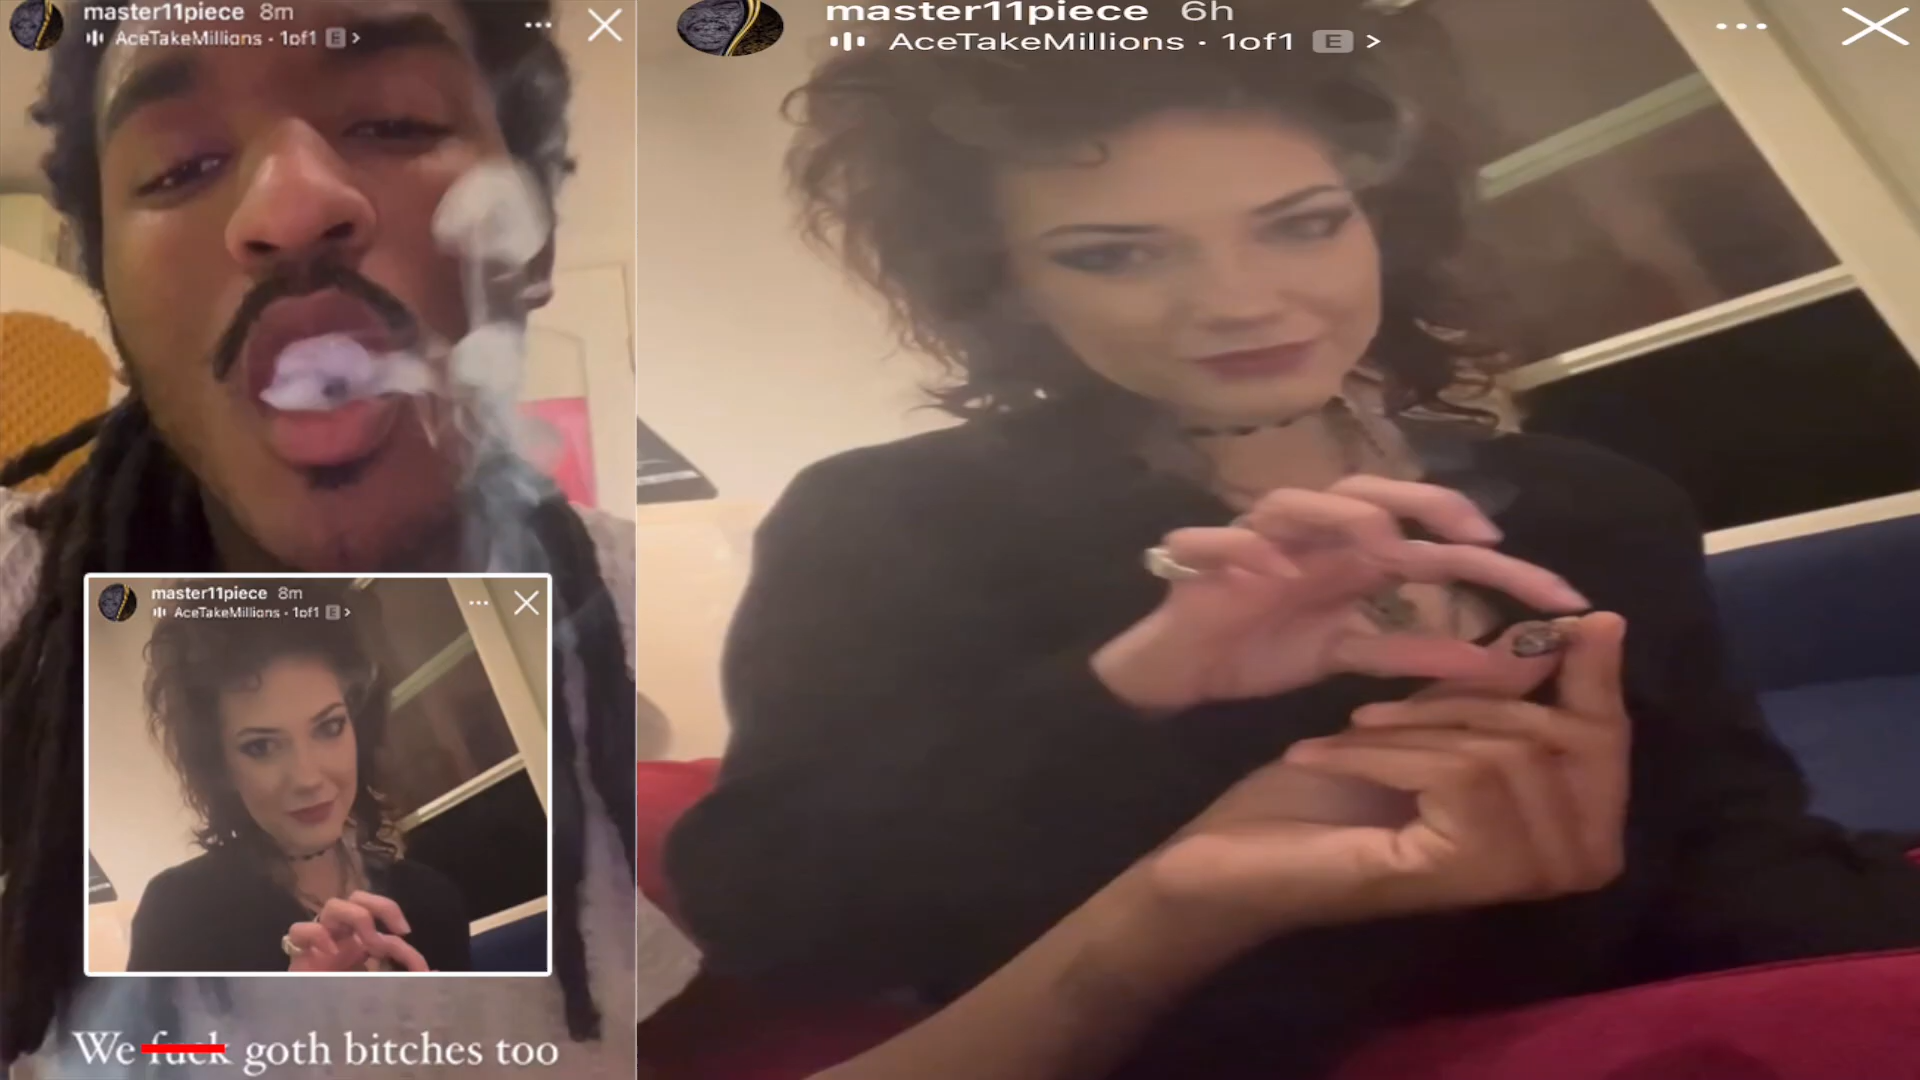 master11piece 8m
AceTakeMillions · 1of1 E >
master11piece 8m
AceTakeMillions · 1of1 E >
We fuck goth bitches too
master11piece 6h
AceTakeMillions · 1of1 E >